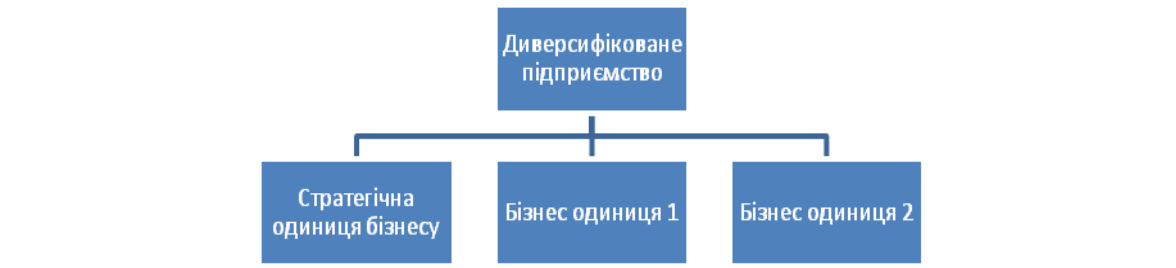 Диверсифіковане
підприємство
Стратегічна
одиниця бізнесу
Бізнес одиниця 1
Бізнес одиниця 2